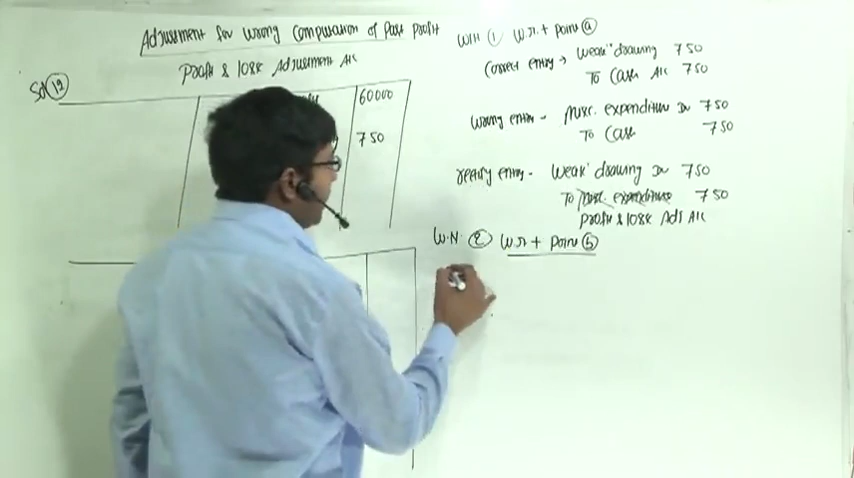 Adjustment for wrong computation of Past Profit
Profit & loss Adjustment A/c
Sol 19
60000
750
W.N ① W.r.t point ⓐ
Correct entry → Weak' drawing 750
To Cash A/c 750
wrong entry - Misc. expenditure Dr 750
To Cash 750
rectify entry - Weak' drawing Dr 750
To Misc. expenditure 750
profit & loss Adj A/c
W.N. ② W.r.t point ⓑ